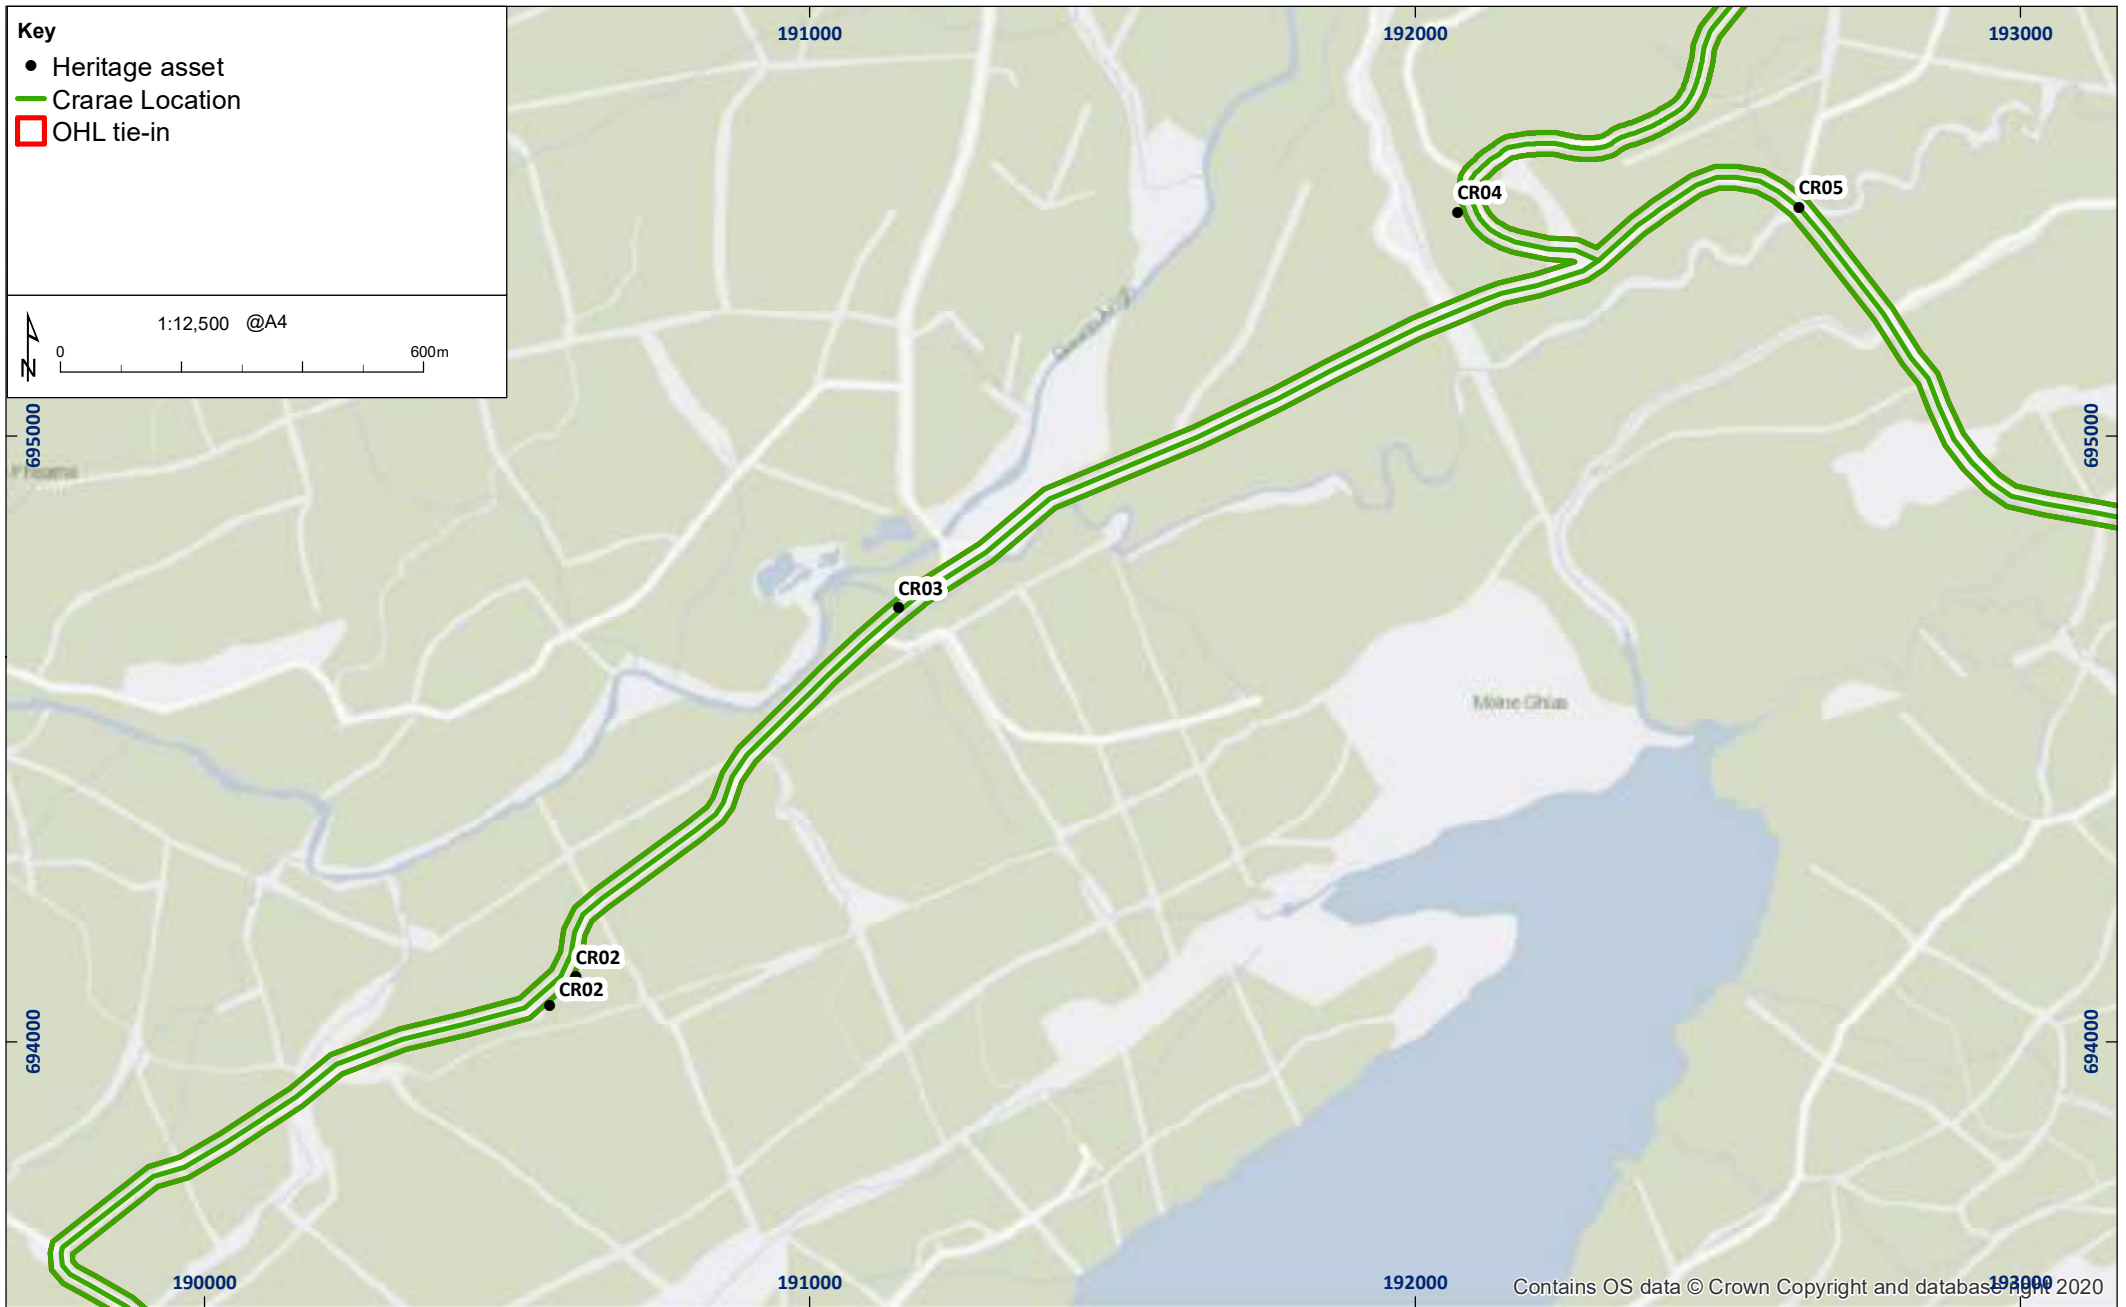 Key
Heritage asset
Crarae Location
OHL tie-in
1:12,500 @A4
0 600m
N
191000 192000 193000
CR04
CR05
695000 695000
CR03
Moine Ghlas
CR02
CR02
694000 694000
190000 191000 192000 193000
Contains OS data © Crown Copyright and database right 2020